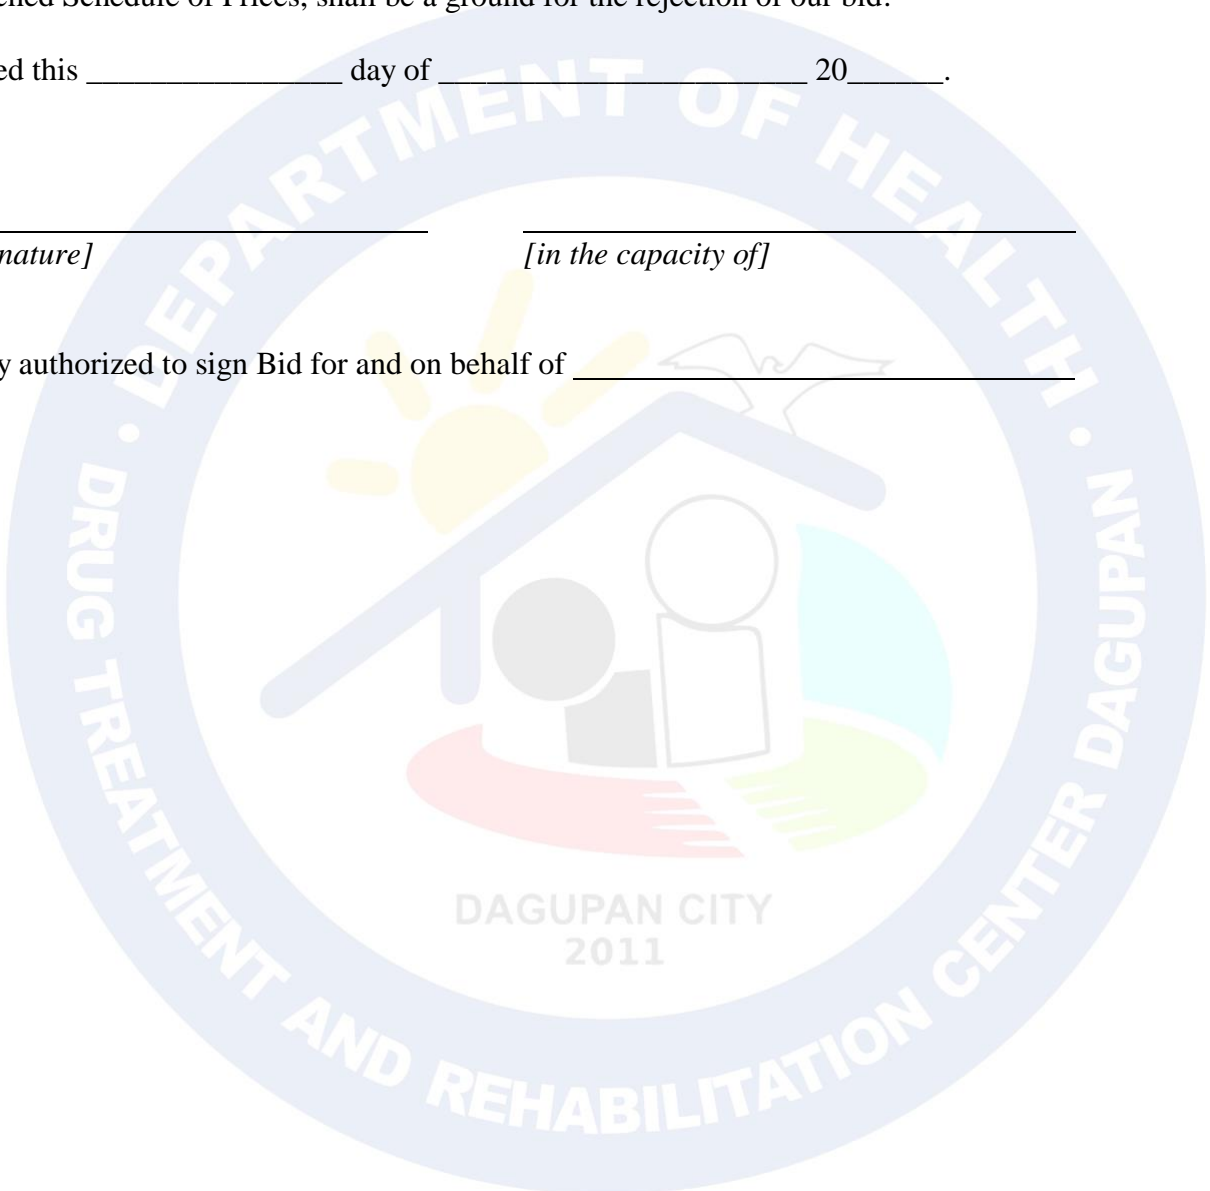 ched Schedule of Prices, shall be a ground for the rejection of our bid.
ed this ________________ day of _______________________ 20______.
nature] [in the capacity of]
y authorized to sign Bid for and on behalf of
• DEPARTMENT OF HEALTH •
DRUG TREATMENT AND REHABILITATION CENTER DAGUPAN
DAGUPAN CITY
2011